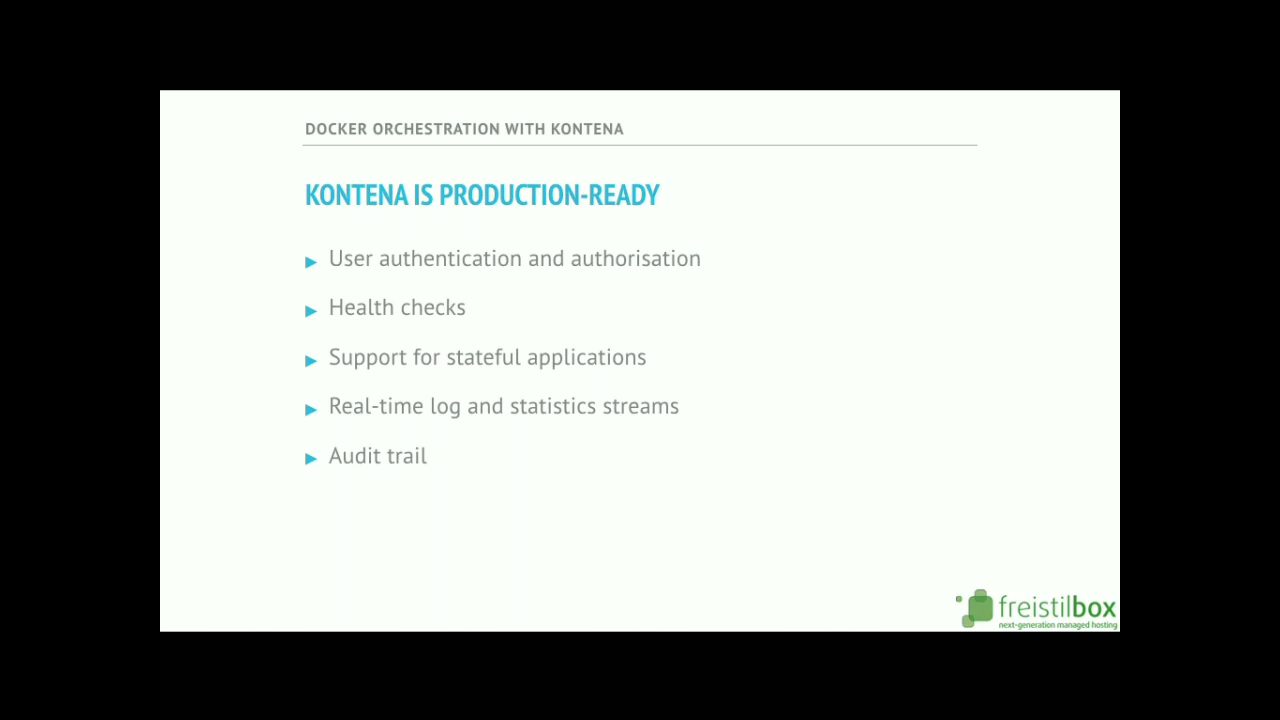 DOCKER ORCHESTRATION WITH KONTENA
KONTENA IS PRODUCTION-READY
▶ User authentication and authorisation
▶ Health checks
▶ Support for stateful applications
▶ Real-time log and statistics streams
▶ Audit trail
freistilbox
next-generation managed hosting